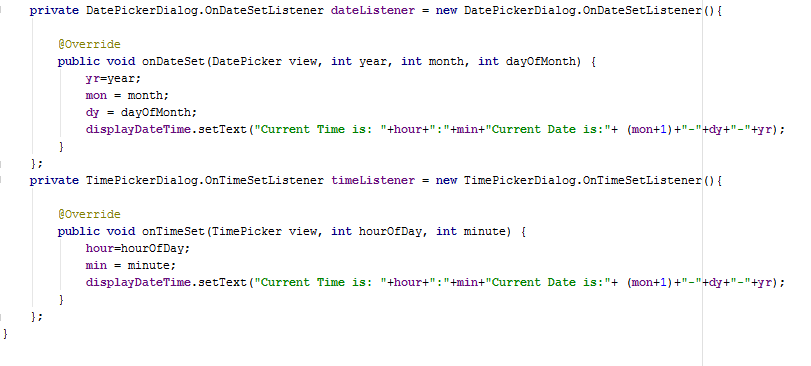 private DatePickerDialog.OnDateSetListener dateListener = new DatePickerDialog.OnDateSetListener(){
@Override
public void onDateSet(DatePicker view, int year, int month, int dayOfMonth) {
yr=year;
mon = month;
dy = dayOfMonth;
displayDateTime.setText("Current Time is: "+hour+":"+min+"Current Date is:"+ (mon+1)+"-"+dy+"-"+yr);
}
};
private TimePickerDialog.OnTimeSetListener timeListener = new TimePickerDialog.OnTimeSetListener(){
@Override
public void onTimeSet(TimePicker view, int hourOfDay, int minute) {
hour=hourOfDay;
min = minute;
displayDateTime.setText("Current Time is: "+hour+":"+min+"Current Date is:"+ (mon+1)+"-"+dy+"-"+yr);
}
};
}